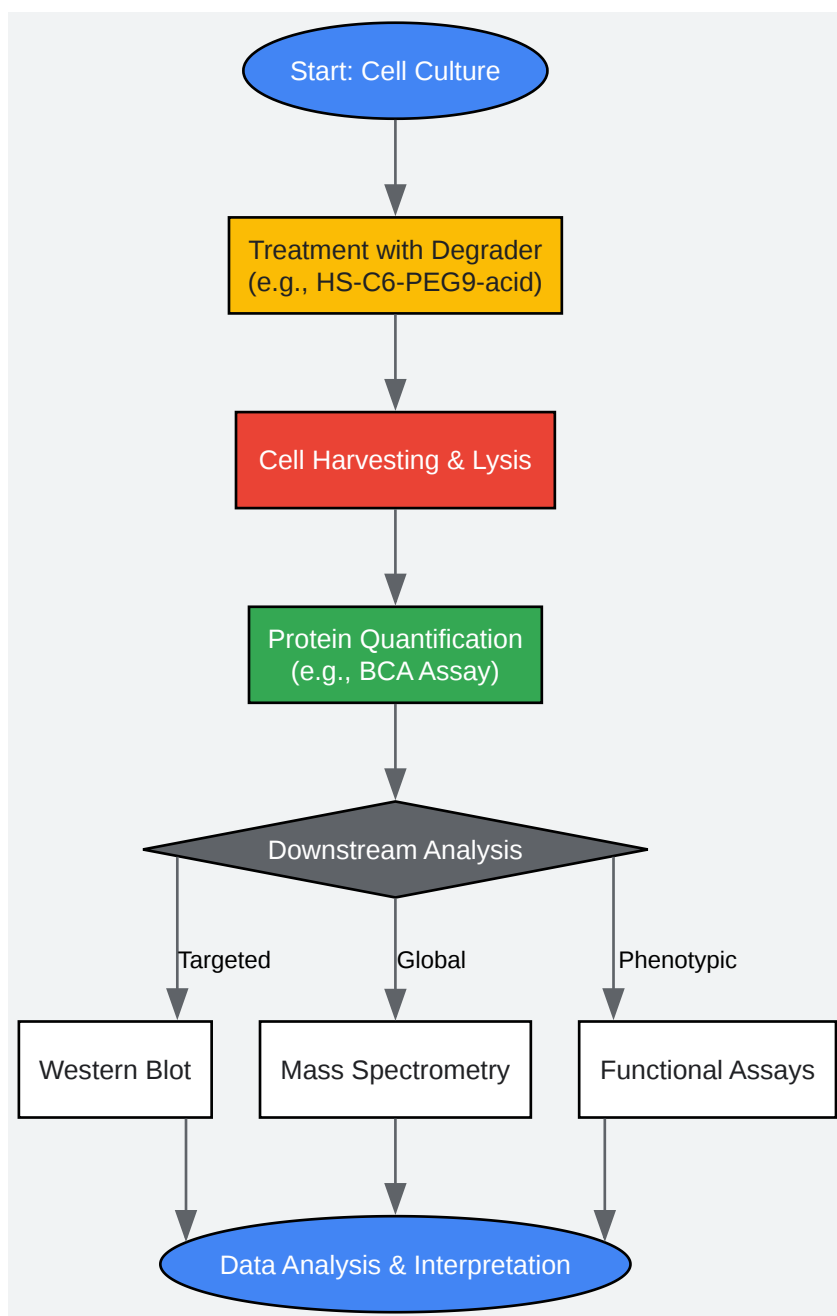 Start: Cell Culture
Treatment with Degrader
(e.g., HS-C6-PEG9-acid)
Cell Harvesting & Lysis
Protein Quantification
(e.g., BCA Assay)
Downstream Analysis
Targeted
Global
Phenotypic
Western Blot
Mass Spectrometry
Functional Assays
Data Analysis & Interpretation